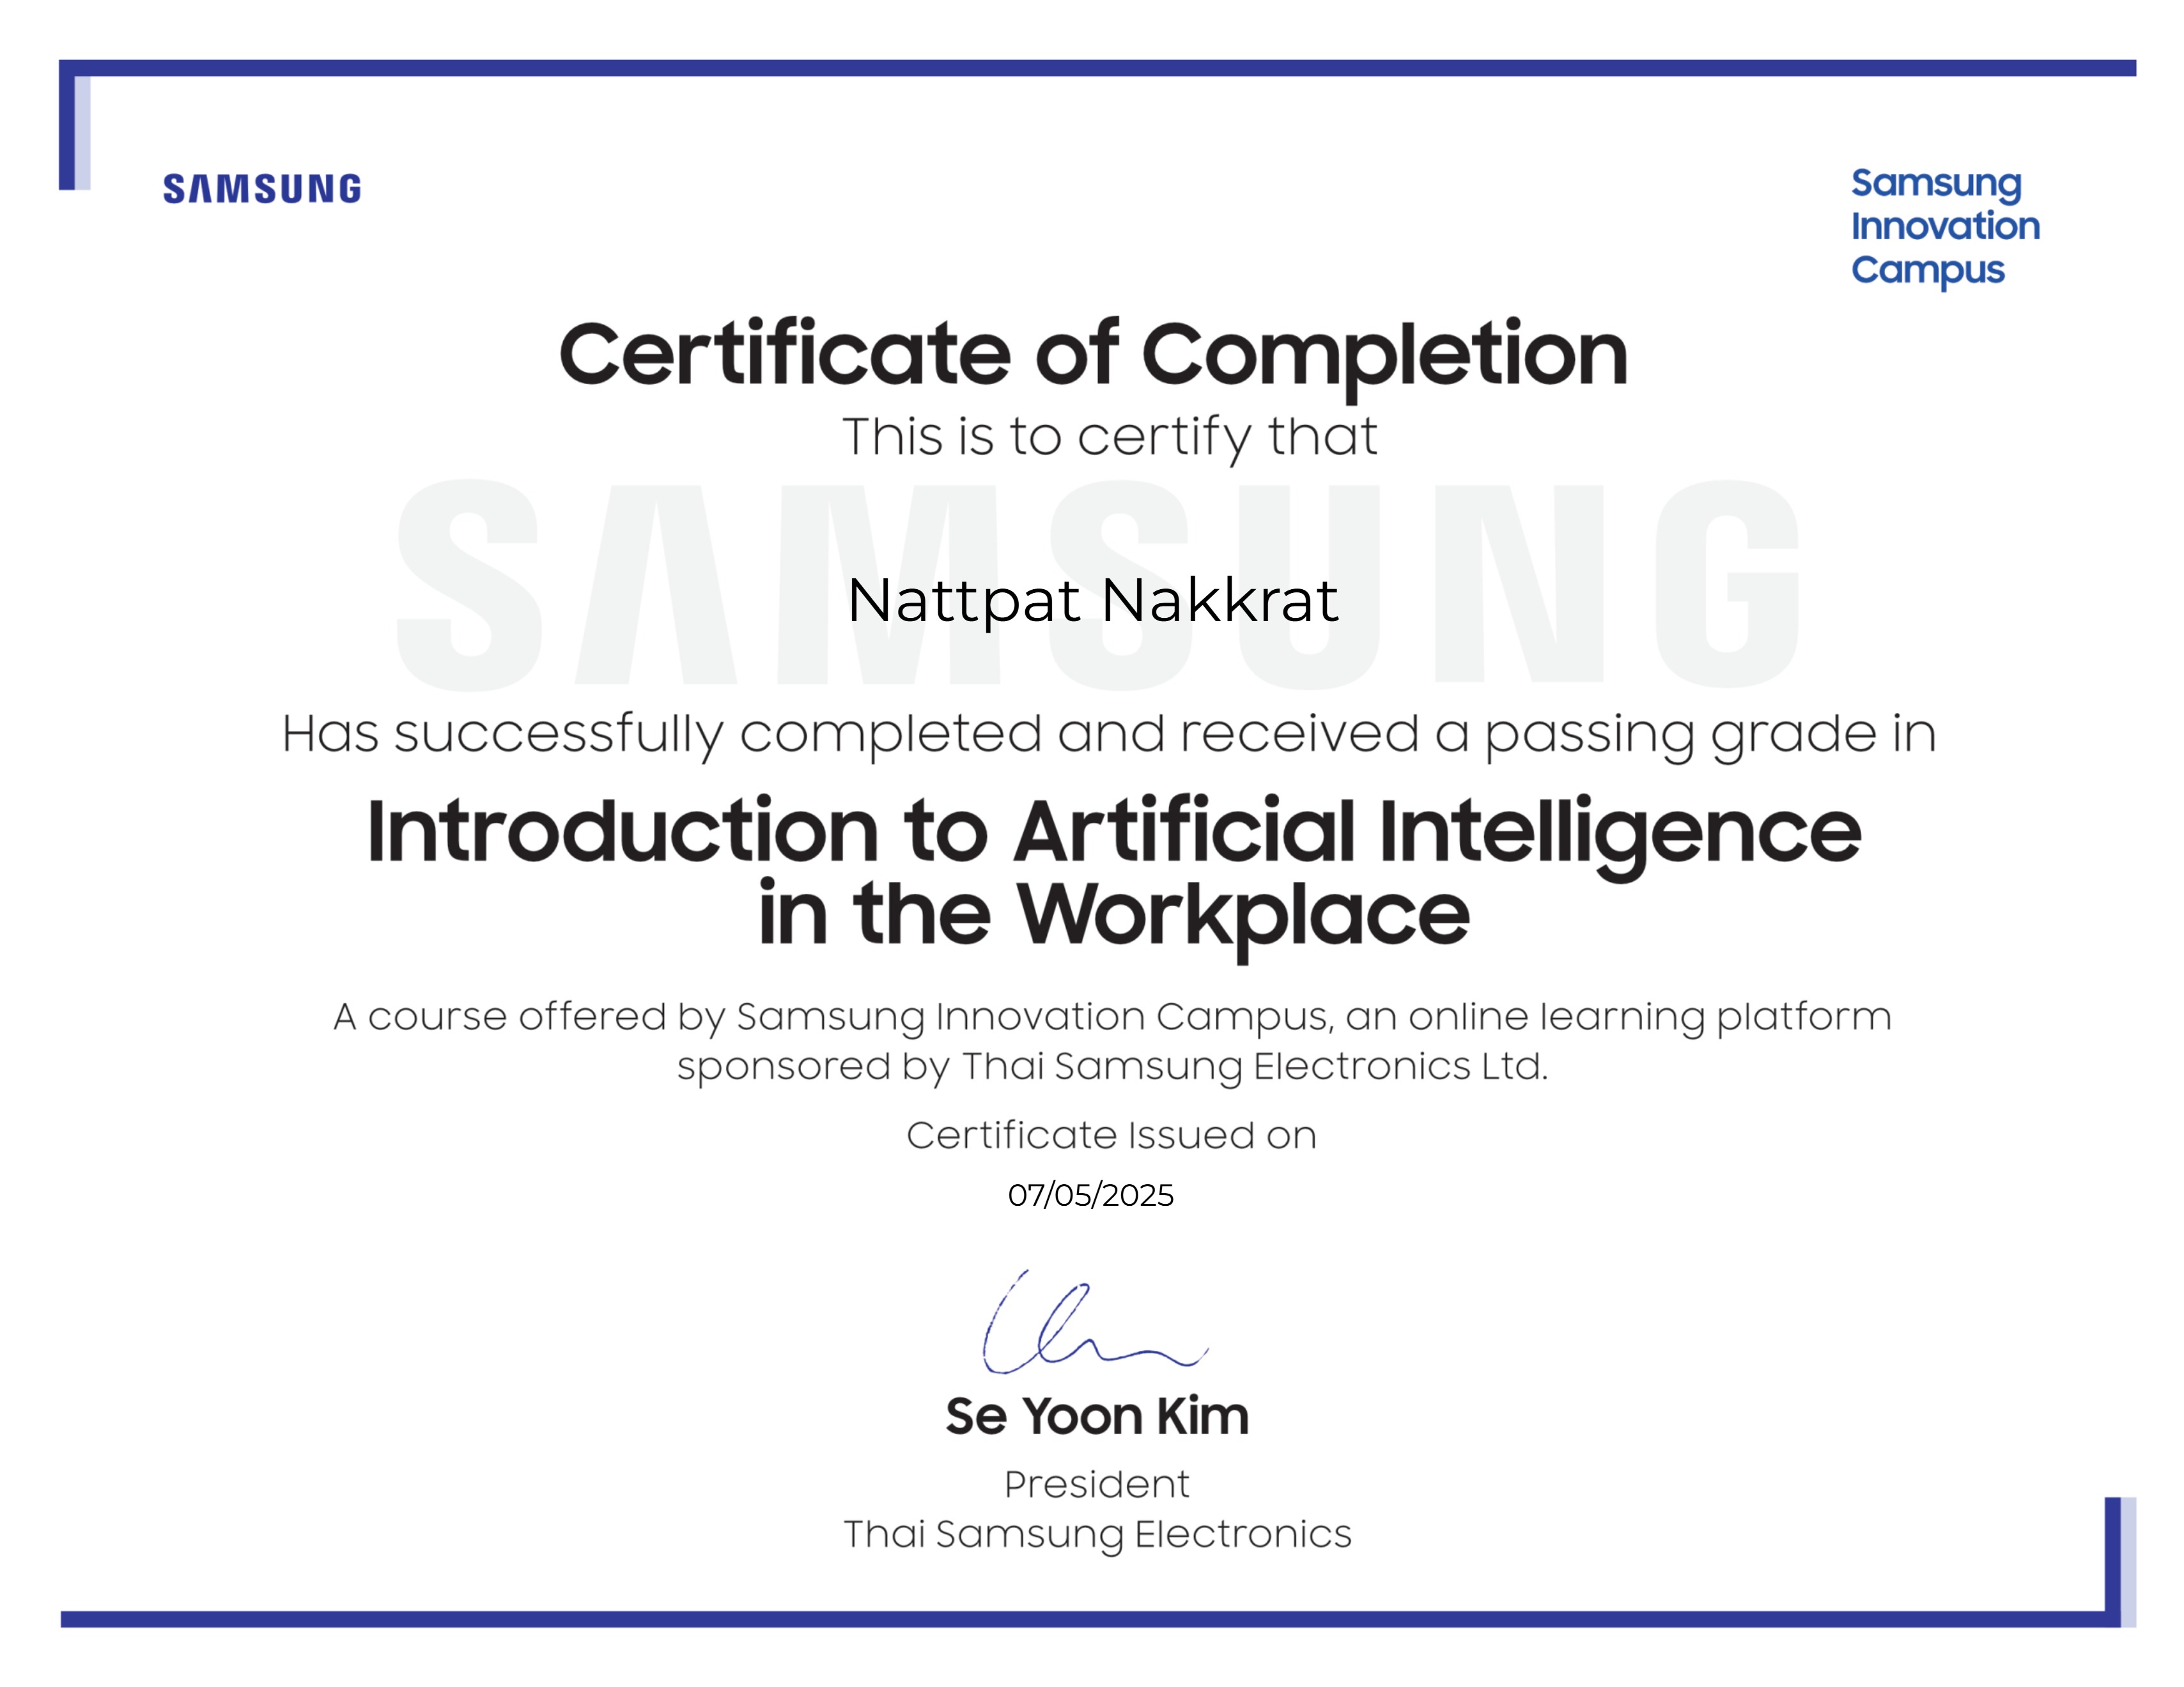 SAMSUNG
Samsung
Innovation
Campus
Certificate of Completion
This is to certify that
SAMSUNG
Nattpat Nakkrat
Has successfully completed and received a passing grade in
Introduction to Artificial Intelligence
in the Workplace
A course offered by Samsung Innovation Campus, an online learning platform
sponsored by Thai Samsung Electronics Ltd.
Certificate Issued on
07/05/2025
Se Yoon Kim
President
Thai Samsung Electronics